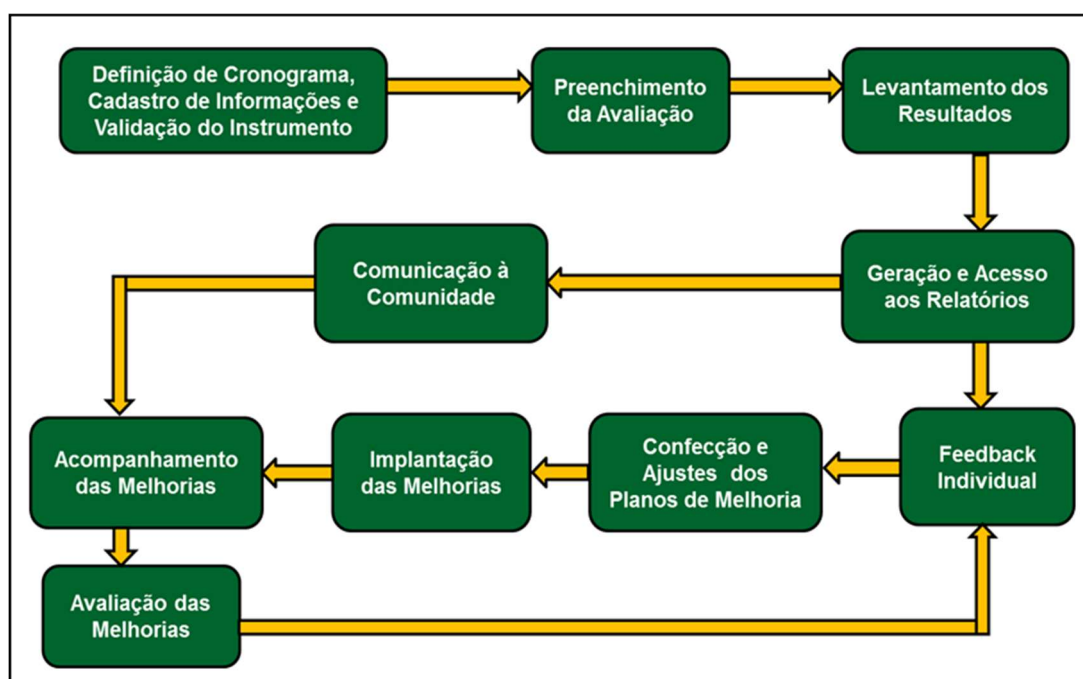 Definição de Cronograma,
Cadastro de Informações e
Validação do Instrumento
Preenchimento
da Avaliação
Levantamento dos
Resultados
Comunicação à
Comunidade
Geração e Acesso
aos Relatórios
Acompanhamento
das Melhorias
Implantação
das Melhorias
Confecção e
Ajustes dos
Planos de Melhoria
Feedback
Individual
Avaliação das
Melhorias